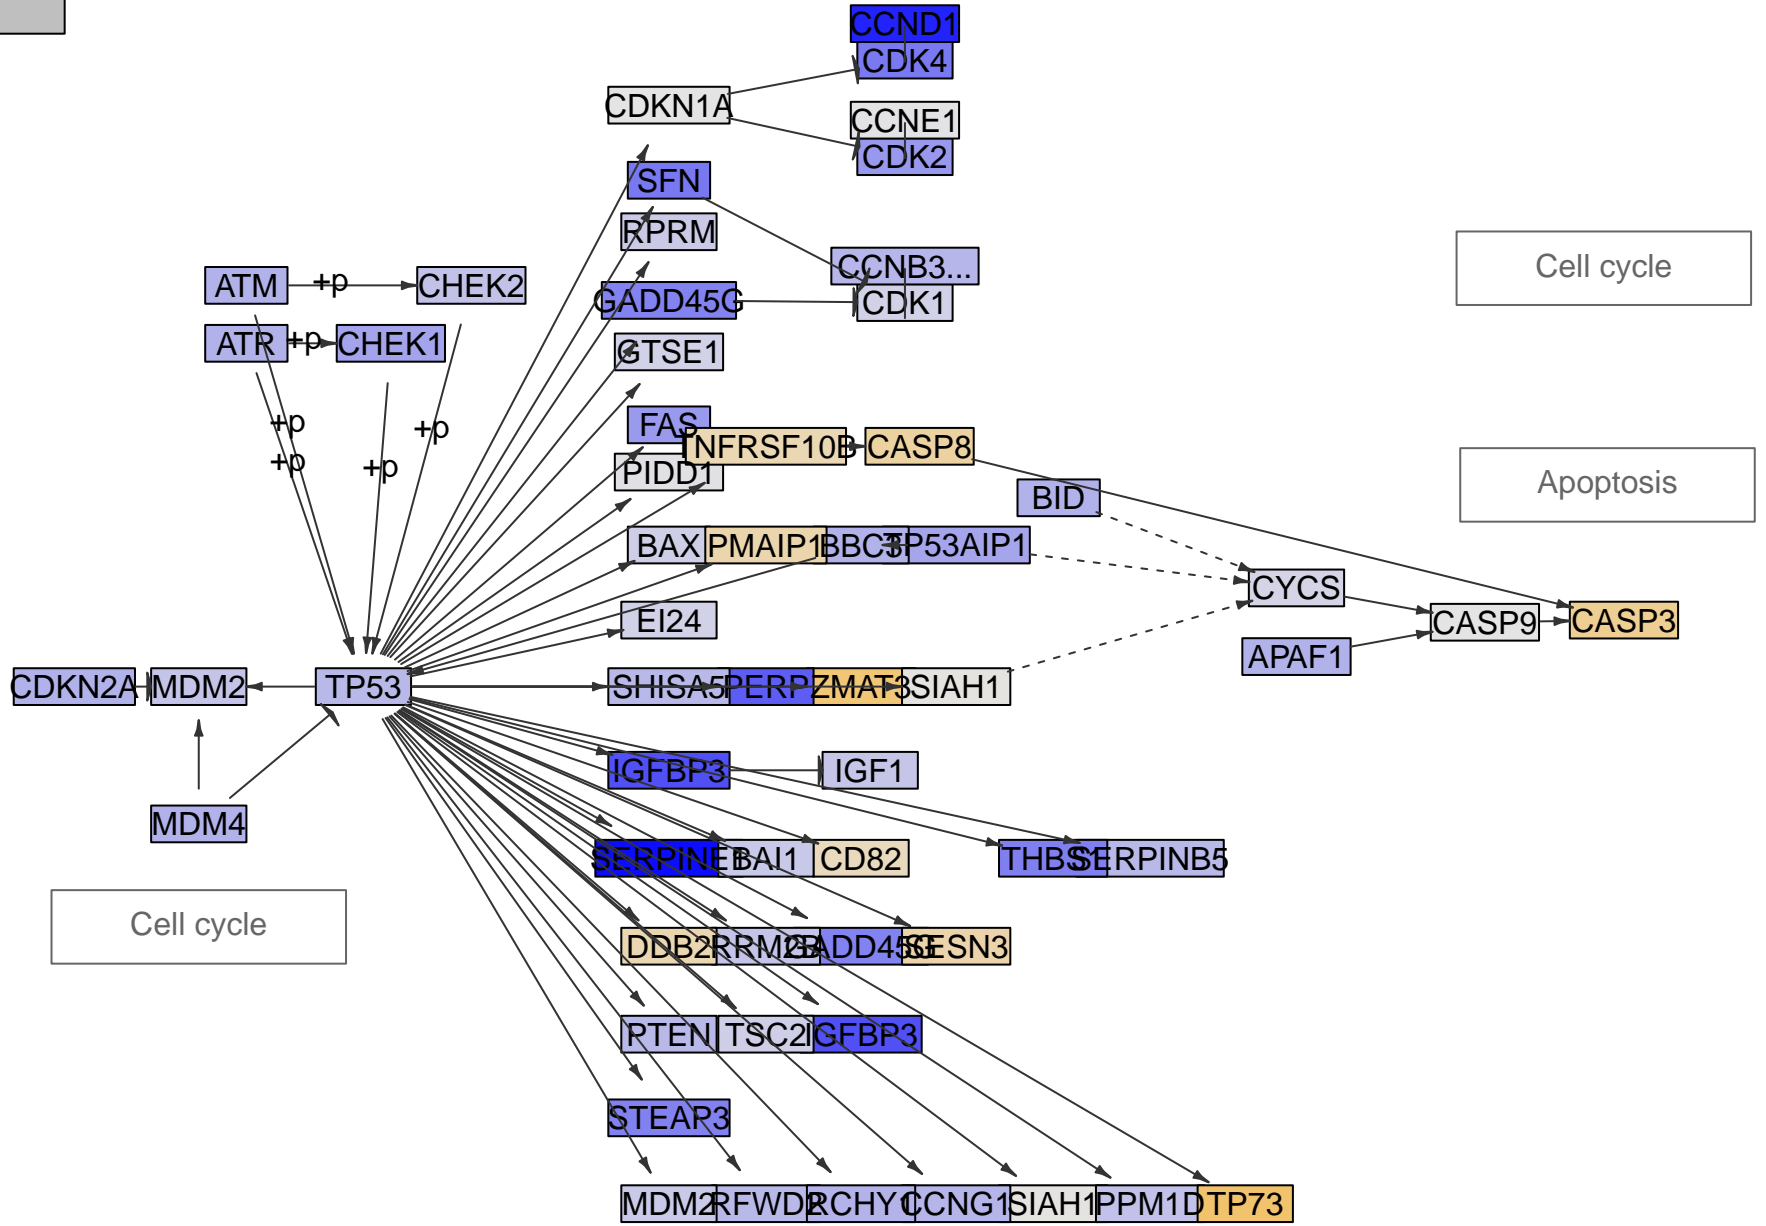 CCND1
CDK4
CDKN1A
CCNE1
CDK2
SFN
RPRM
CCNB3...
Cell cycle
ATM
+p
CHEK2
GADD45G
CDK1
ATR
+p
CHEK1
GTSE1
+p
+p
FAS
TNFRSF10B
CASP8
+p
+p
PIDD1
Apoptosis
BID
BAX
PMAIP1
BBC3
TP53AIP1
CYCS
EI24
CASP9
CASP3
APAF1
CDKN2A
MDM2
TP53
SHISA5
PERP
ZMAT3
SIAH1
IGFBP3
IGF1
MDM4
SERPINE1
BAI1
CD82
THBS1
SERPINB5
Cell cycle
DDB2
RRM2B
GADD45G
SESN3
PTEN
TSC2
IGFBP3
STEAP3
MDM2
RFWD2
RCHY1
CCNG1
SIAH1
PPM1D
TP73